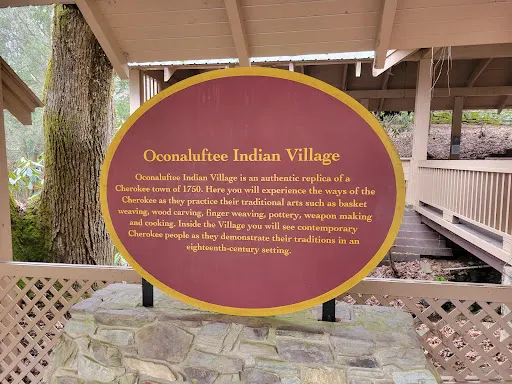 Oconaluftee Indian Village
Oconaluftee Indian Village is an authentic replica of a
Cherokee town of 1750. Here you will experience the ways of the
Cherokee as they practice their traditional arts such as basket
weaving, wood carving, finger weaving, pottery, weapon making
and cooking. Inside the Village you will see contemporary
Cherokee people as they demonstrate their traditions in an
eighteenth-century setting.